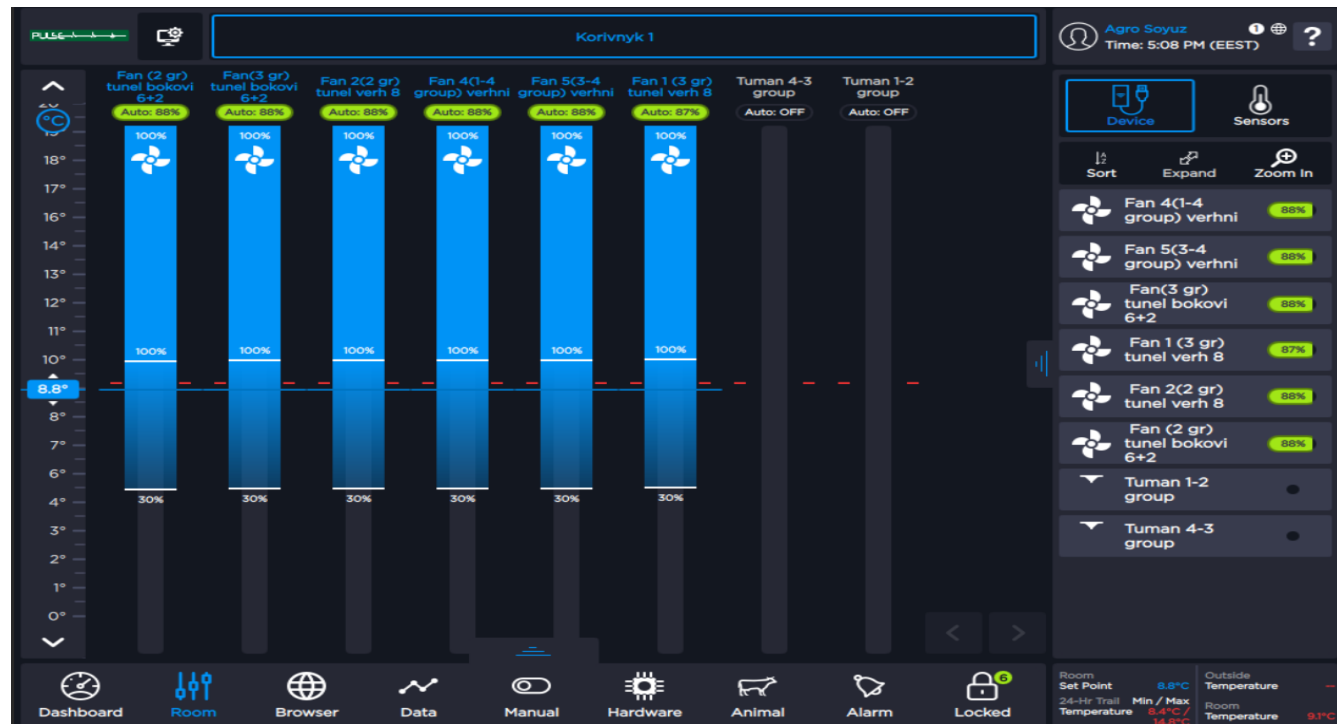 PULSE
Korivnyk 1
Agro Soyuz
1
?
Time: 5:08 PM (EEST)
Fan (2 gr)
tunel bokovi
6+2
Auto: 88%
Fan(3 gr)
tunel bokovi
6+2
Auto: 88%
Fan 2(2 gr)
tunel verh 8
Auto: 88%
Fan 4(1-4
group) verhni
Auto: 88%
Fan 5(3-4
group) verhni
Auto: 88%
Fan 1 (3 gr)
tunel verh 8
Auto: 87%
Tuman 4-3
group
Auto: OFF
Tuman 1-2
group
Auto: OFF
°C
100% 100% 100% 100% 100% 100%
18°
17°
16°
14°
13°
12°
11°
100% 100% 100% 100% 100% 100%
10°
8.8°
8°
7°
6°
30% 30% 30% 30% 30% 30%
4°
3°
2°
1°
0°
Device
Sensors
Sort
Expand
Zoom In
Fan 4(1-4
group) verhni
88%
Fan 5(3-4
group) verhni
88%
Fan(3 gr)
tunel bokovi
6+2
88%
Fan 1 (3 gr)
tunel verh 8
87%
Fan 2(2 gr)
tunel verh 8
88%
Fan (2 gr)
tunel bokovi
6+2
88%
Tuman 1-2
group
Tuman 4-3
group
Dashboard
Room
Browser
Data
Manual
Hardware
Animal
Alarm
6
Locked
Room
Set Point 8.8°C
24-Hr Trail Min / Max
Temperature 8.4°C /
14.8°C
Outside
Temperature --
Room
Temperature 9.1°C